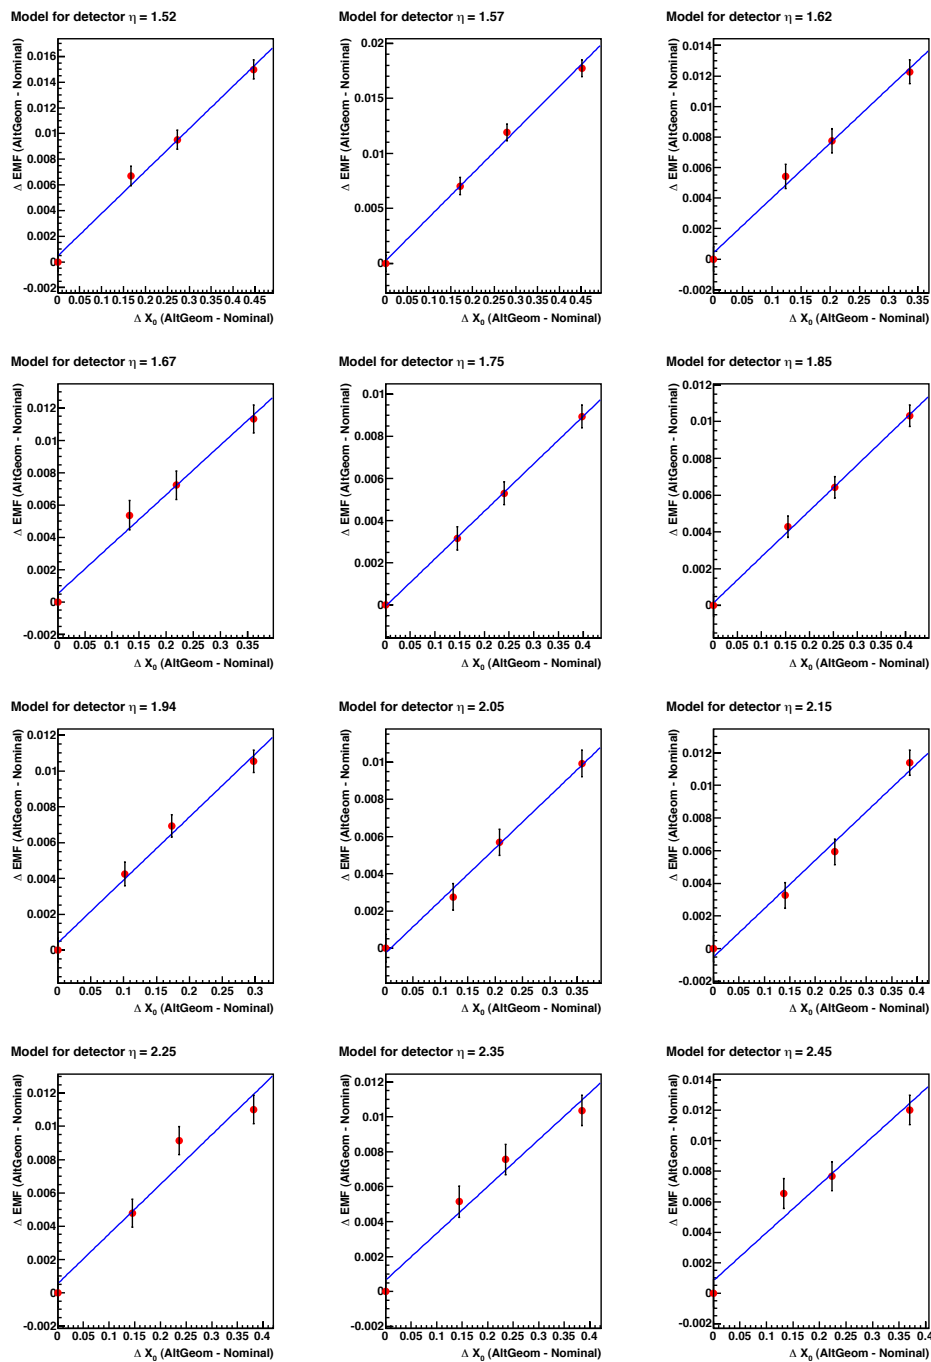 Model for detector η = 1.52
Δ EMF (AltGeom - Nominal)
0.016
0.014
0.012
0.01
0.008
0.006
0.004
0.002
0
-0.002
0 0.05 0.1 0.15 0.2 0.25 0.3 0.35 0.4 0.45
Δ X0 (AltGeom - Nominal)
Model for detector η = 1.57
Δ EMF (AltGeom - Nominal)
0.02
0.015
0.01
0.005
0
0 0.05 0.1 0.15 0.2 0.25 0.3 0.35 0.4 0.45
Δ X0 (AltGeom - Nominal)
Model for detector η = 1.62
Δ EMF (AltGeom - Nominal)
0.014
0.012
0.01
0.008
0.006
0.004
0.002
0
-0.002
0 0.05 0.1 0.15 0.2 0.25 0.3 0.35
Δ X0 (AltGeom - Nominal)
Model for detector η = 1.67
Δ EMF (AltGeom - Nominal)
0.012
0.01
0.008
0.006
0.004
0.002
0
-0.002
0 0.05 0.1 0.15 0.2 0.25 0.3 0.35
Δ X0 (AltGeom - Nominal)
Model for detector η = 1.75
Δ EMF (AltGeom - Nominal)
0.01
0.008
0.006
0.004
0.002
0
0 0.05 0.1 0.15 0.2 0.25 0.3 0.35 0.4
Δ X0 (AltGeom - Nominal)
Model for detector η = 1.85
Δ EMF (AltGeom - Nominal)
0.012
0.01
0.008
0.006
0.004
0.002
0
0 0.05 0.1 0.15 0.2 0.25 0.3 0.35 0.4
Δ X0 (AltGeom - Nominal)
Model for detector η = 1.94
Δ EMF (AltGeom - Nominal)
0.01
0.008
0.006
0.004
0.002
0
0 0.05 0.1 0.15 0.2 0.25 0.3
Δ X0 (AltGeom - Nominal)
Model for detector η = 2.05
Δ EMF (AltGeom - Nominal)
0.01
0.008
0.006
0.004
0.002
0
0 0.05 0.1 0.15 0.2 0.25 0.3 0.35
Δ X0 (AltGeom - Nominal)
Model for detector η = 2.15
Δ EMF (AltGeom - Nominal)
0.012
0.01
0.008
0.006
0.004
0.002
0
-0.002
0 0.05 0.1 0.15 0.2 0.25 0.3 0.35 0.4
Δ X0 (AltGeom - Nominal)
Model for detector η = 2.25
Δ EMF (AltGeom - Nominal)
0.012
0.01
0.008
0.006
0.004
0.002
0
-0.002
0 0.05 0.1 0.15 0.2 0.25 0.3 0.35 0.4
Δ X0 (AltGeom - Nominal)
Model for detector η = 2.35
Δ EMF (AltGeom - Nominal)
0.012
0.01
0.008
0.006
0.004
0.002
0
-0.002
0 0.05 0.1 0.15 0.2 0.25 0.3 0.35 0.4
Δ X0 (AltGeom - Nominal)
Model for detector η = 2.45
Δ EMF (AltGeom - Nominal)
0.014
0.012
0.01
0.008
0.006
0.004
0.002
0
-0.002
0 0.05 0.1 0.15 0.2 0.25 0.3 0.35 0.4
Δ X0 (AltGeom - Nominal)